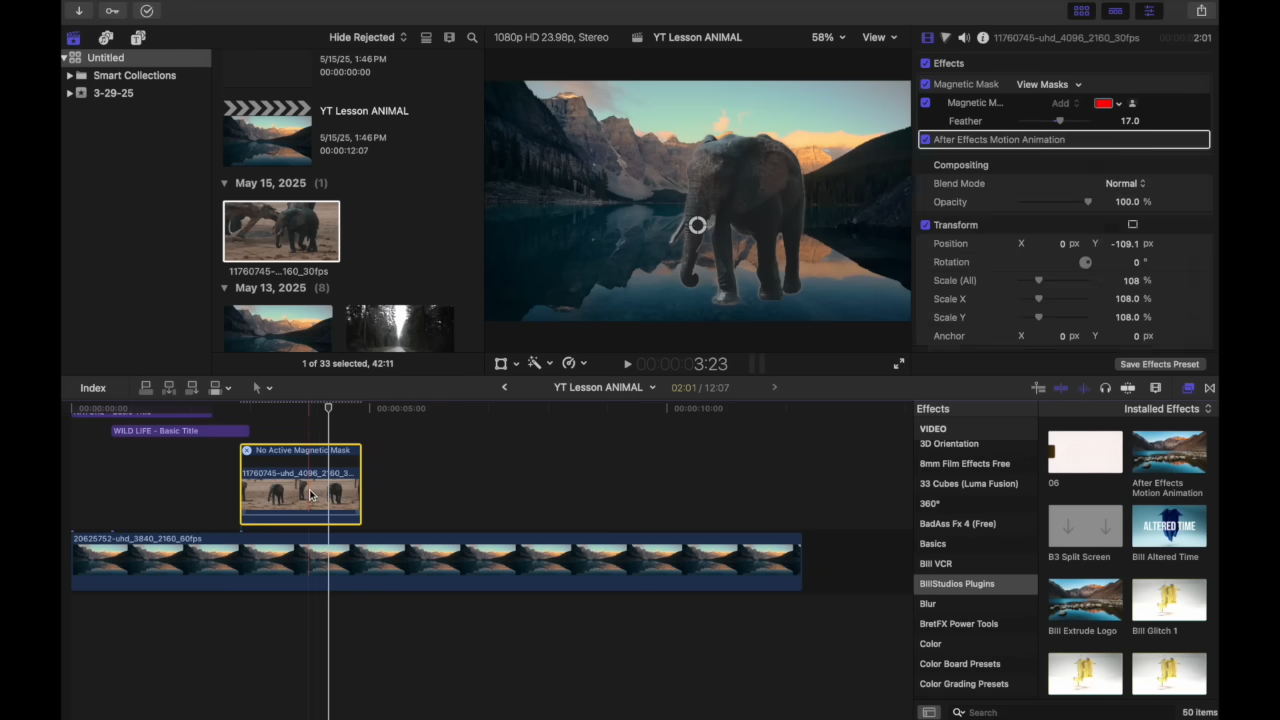 Hide Rejected
1080p HD 23.98p, Stereo
YT Lesson ANIMAL
58%
View
11760745-uhd_4096_2160_30fps
2:01
Untitled
Smart Collections
3-29-25
5/15/25, 1:46 PM
00:00:00:00
YT Lesson ANIMAL
5/15/25, 1:46 PM
00:00:12:07
May 15, 2025 (1)
11760745-...160_30fps
May 13, 2025 (8)
1 of 33 selected, 42:11
00:00:00:03:23
Effects
Magnetic Mask
View Masks
Magnetic M...
Add
Feather
17.0
After Effects Motion Animation
Compositing
Blend Mode
Normal
Opacity
100.0 %
Transform
Position
X
0 px
Y
-109.1 px
Rotation
0 °
Scale (All)
108 %
Scale X
108.0 %
Scale Y
108.0 %
Anchor
X
0 px
Y
0 px
Save Effects Preset
Index
YT Lesson ANIMAL
02:01 / 12:07
00:00:00:00
00:00:05:00
00:00:10:00
WILD LIFE - Basic Title
No Active Magnetic Mask
11760745-uhd_4096_2160_3...
20625752-uhd_3840_2160_60fps
Effects
Installed Effects
VIDEO
3D Orientation
8mm Film Effects Free
33 Cubes (Luma Fusion)
360°
BadAss Fx 4 (Free)
Basics
Bill VCR
BillStudios Plugins
Blur
BretFX Power Tools
Color
Color Board Presets
Color Grading Presets
06
After Effects
Motion Animation
B3 Split Screen
ALTERED TIME
Bill Altered Time
Bill Extrude Logo
Bill Glitch 1
Search
50 items